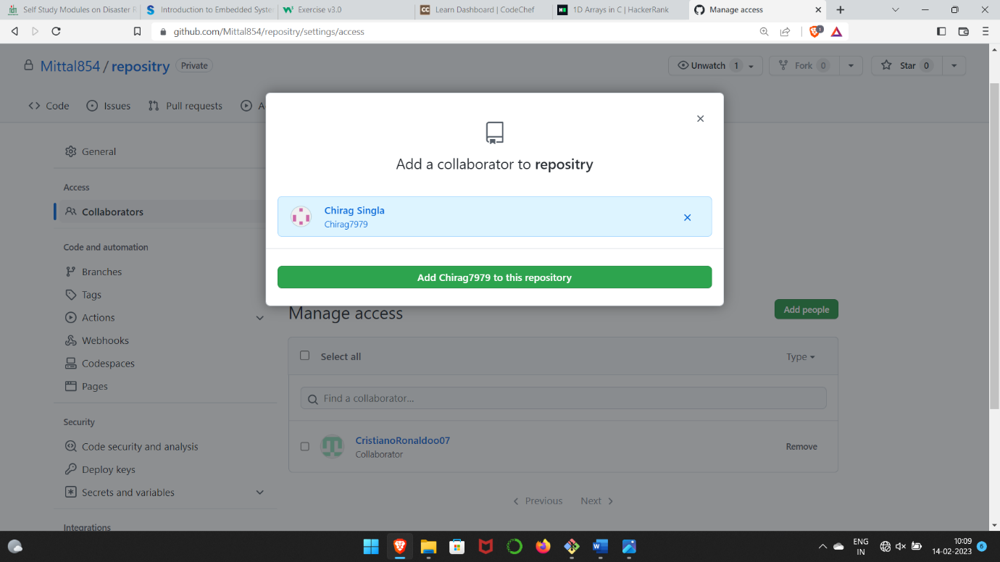 Self Study Modules on Disaster R
Introduction to Embedded Syste
Exercise v3.0
Learn Dashboard | CodeChef
1D Arrays in C | HackerRank
Manage access
github.com/Mittal854/repositry/settings/access
1
Mittal854 / repositry Private
Unwatch 1
Fork 0
Star 0
Code
Issues
Pull requests
A
Add a collaborator to repositry
Chirag Singla
Chirag7979
Add Chirag7979 to this repository
General
Access
Collaborators
Code and automation
Branches
Tags
Actions
Webhooks
Codespaces
Pages
Security
Code security and analysis
Deploy keys
Secrets and variables
Integrations
Manage access
Add people
Select all
Type
Find a collaborator...
CristianoRonaldoo07
Collaborator
Remove
Previous
Next
ENG
IN
10:09
14-02-2023
6